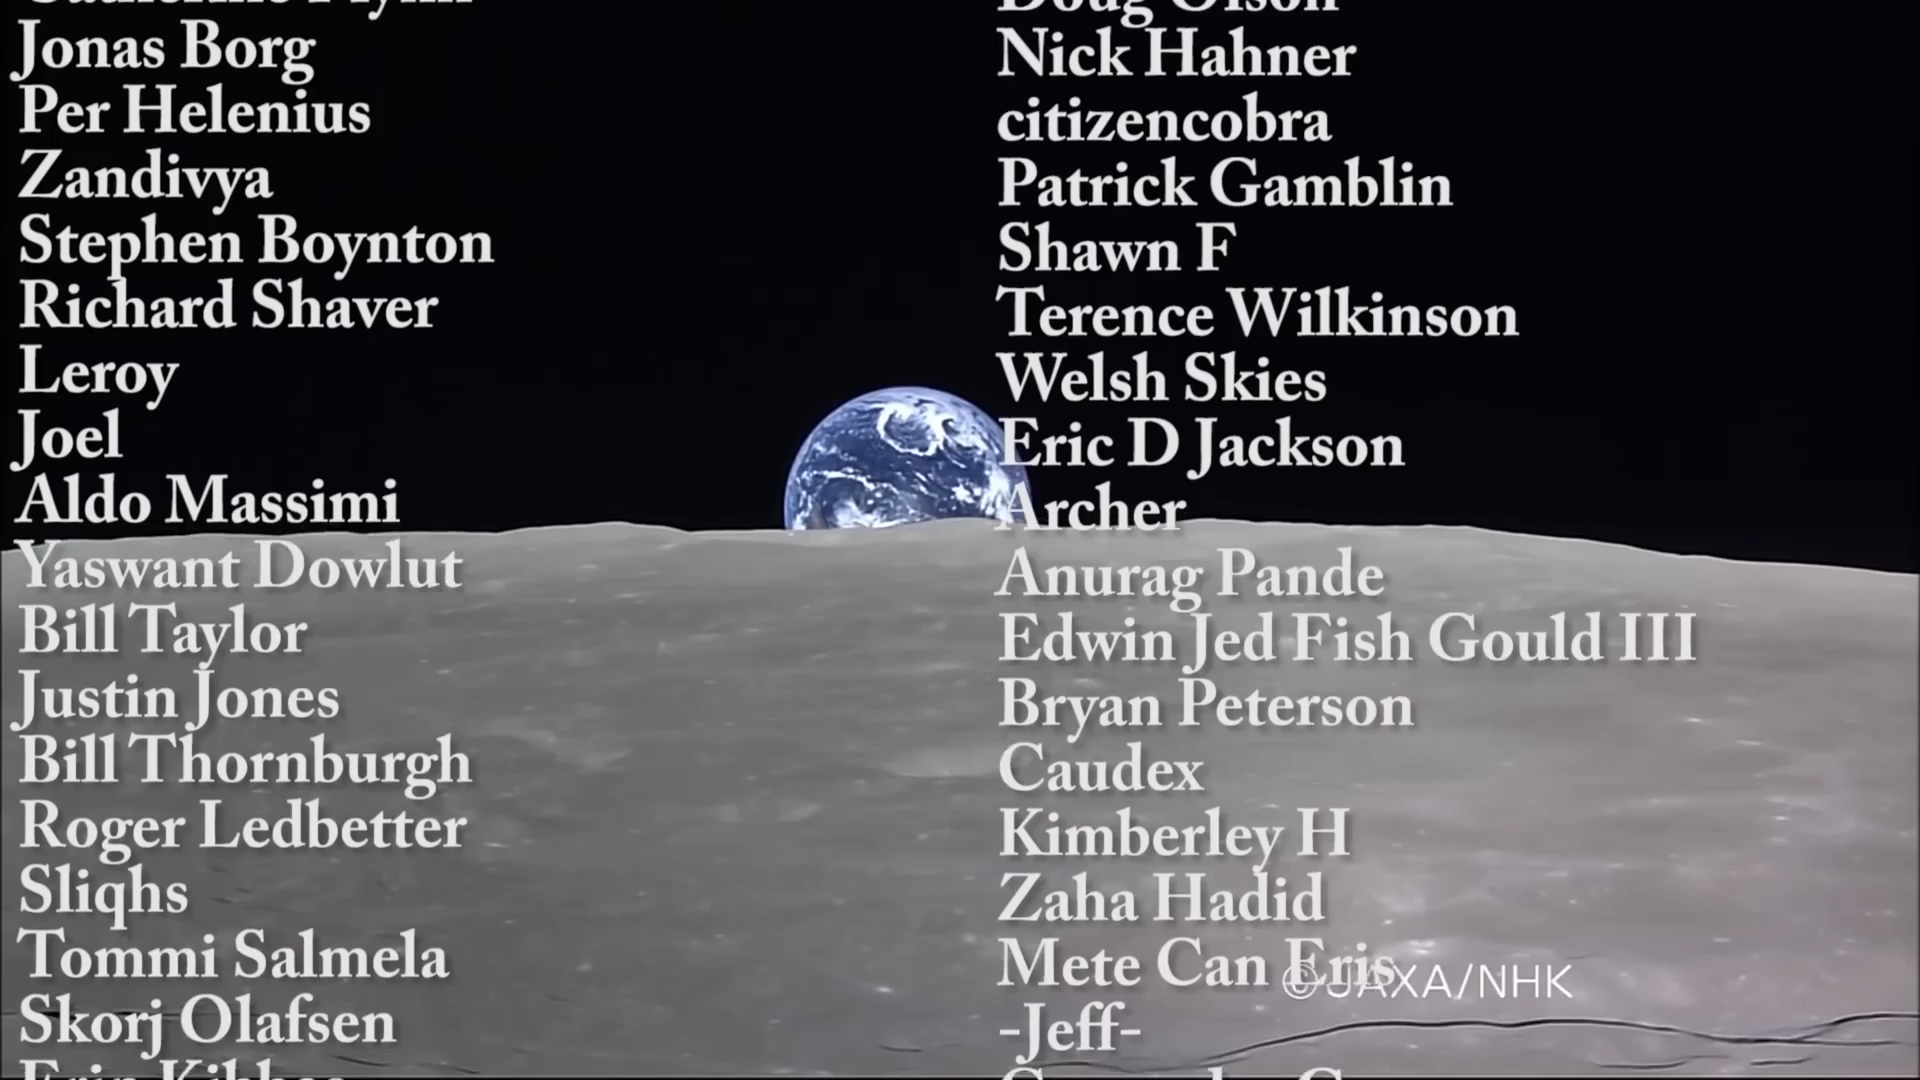 Jonas Borg
Per Helenius
Zandivya
Stephen Boynton
Richard Shaver
Leroy
Joel
Aldo Massimi
Yaswant Dowlut
Bill Taylor
Justin Jones
Bill Thornburgh
Roger Ledbetter
Sliqhs
Tommi Salmela
Skorj Olafsen
Doug Olson
Nick Hahner
citizencobra
Patrick Gamblin
Shawn F
Terence Wilkinson
Welsh Skies
Eric D Jackson
Archer
Anurag Pande
Edwin Jed Fish Gould III
Bryan Peterson
Caudex
Kimberley H
Zaha Hadid
Mete Can Eris
-Jeff-
©JAXA/NHK